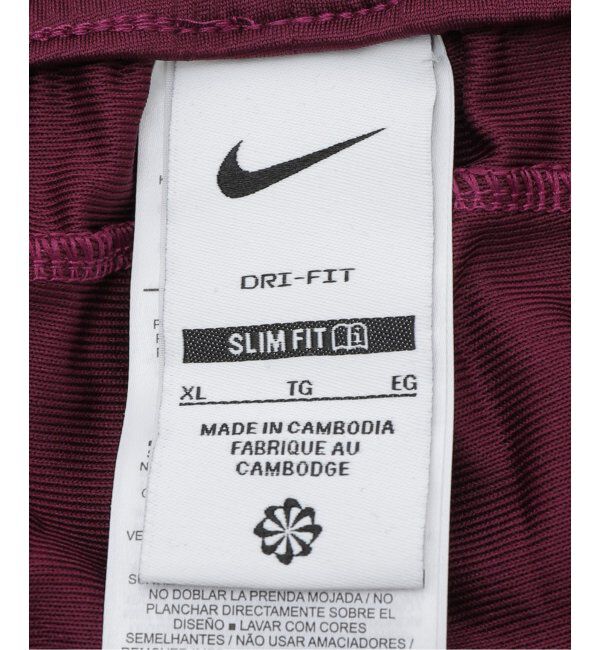 DRI-FIT
SLIM FIT
XL TG EG
MADE IN CAMBODIA
FABRIQUE AU
CAMBODGE
NO DOBLAR LA PRENDA MOJADA / NO
PLANCHAR DIRECTAMENTE SOBRE EL
DISEÑO ■ LAVAR COM CORES
SEMELHANTES / NÃO USAR AMACIADORES /